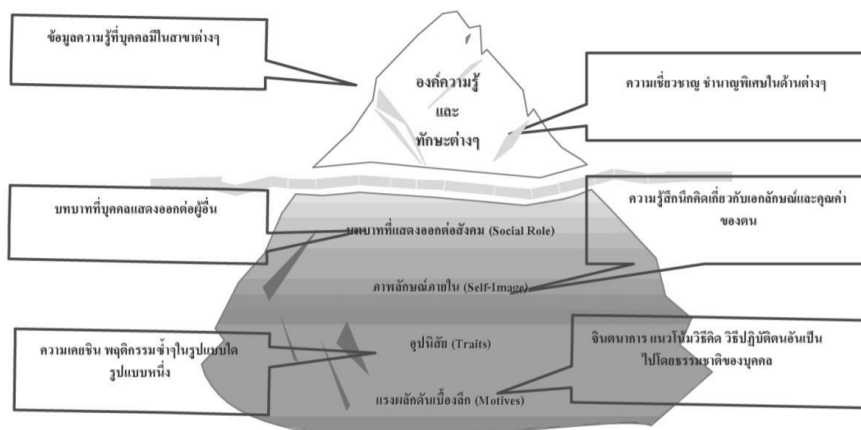 ข้อมูลความรู้ที่บุคคลมีในสาขาต่างๆ
องค์ความรู้
และ
ทักษะต่างๆ
ความเชี่ยวชาญ ชำนาญพิเศษในด้านต่างๆ
บทบาทที่บุคคลแสดงออกต่อผู้อื่น
ความรู้สึกนึกคิดเกี่ยวกับเอกลักษณ์และคุณค่า
ของตน
บทบาทที่แสดงออกต่อสังคม (Social Role)
ภาพลักษณ์ภายใน (Self-Image)
ความเคยชิน พฤติกรรมซ้ำๆในรูปแบบใด
รูปแบบหนึ่ง
อุปนิสัย (Traits)
จินตนาการ แนวโน้มวิธีคิด วิธีปฏิบัติตนอันเป็น
ไปโดยธรรมชาติของบุคคล
แรงผลักดันเบื้องลึก (Motives)